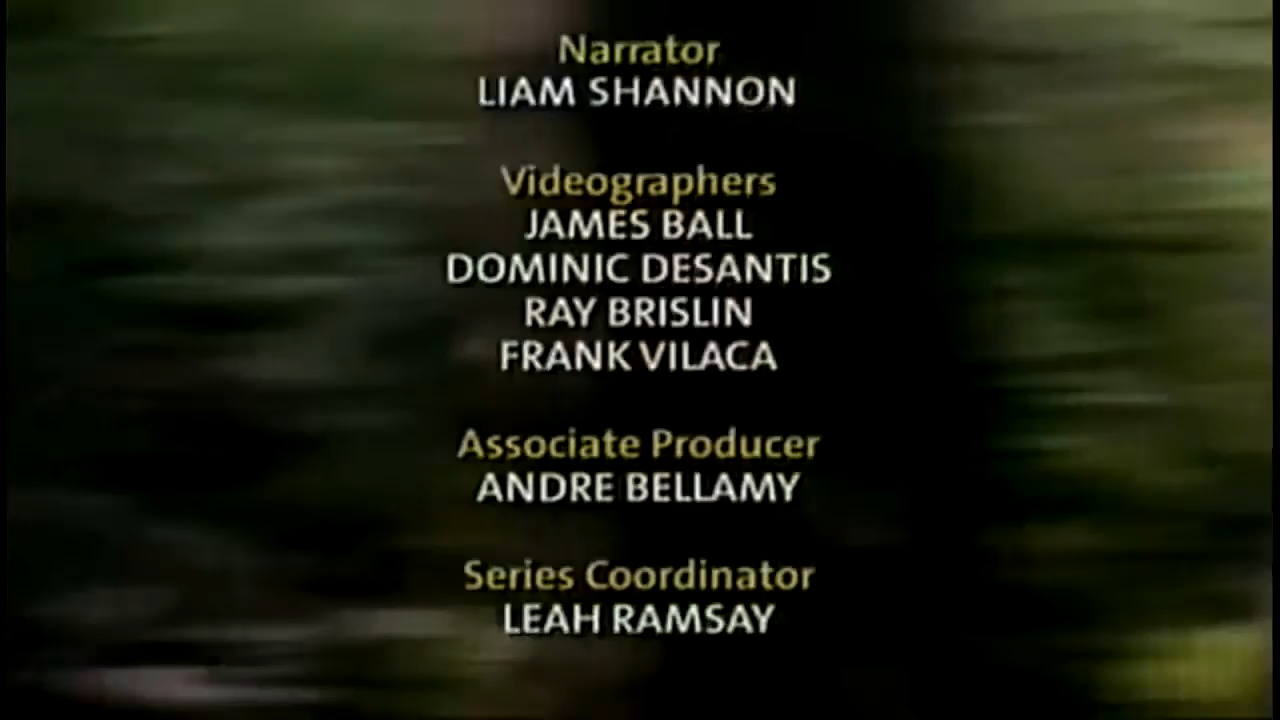 Narrator
LIAM SHANNON
Videographers
JAMES BALL
DOMINIC DESANTIS
RAY BRISLIN
FRANK VILACA
Associate Producer
ANDRE BELLAMY
Series Coordinator
LEAH RAMSAY